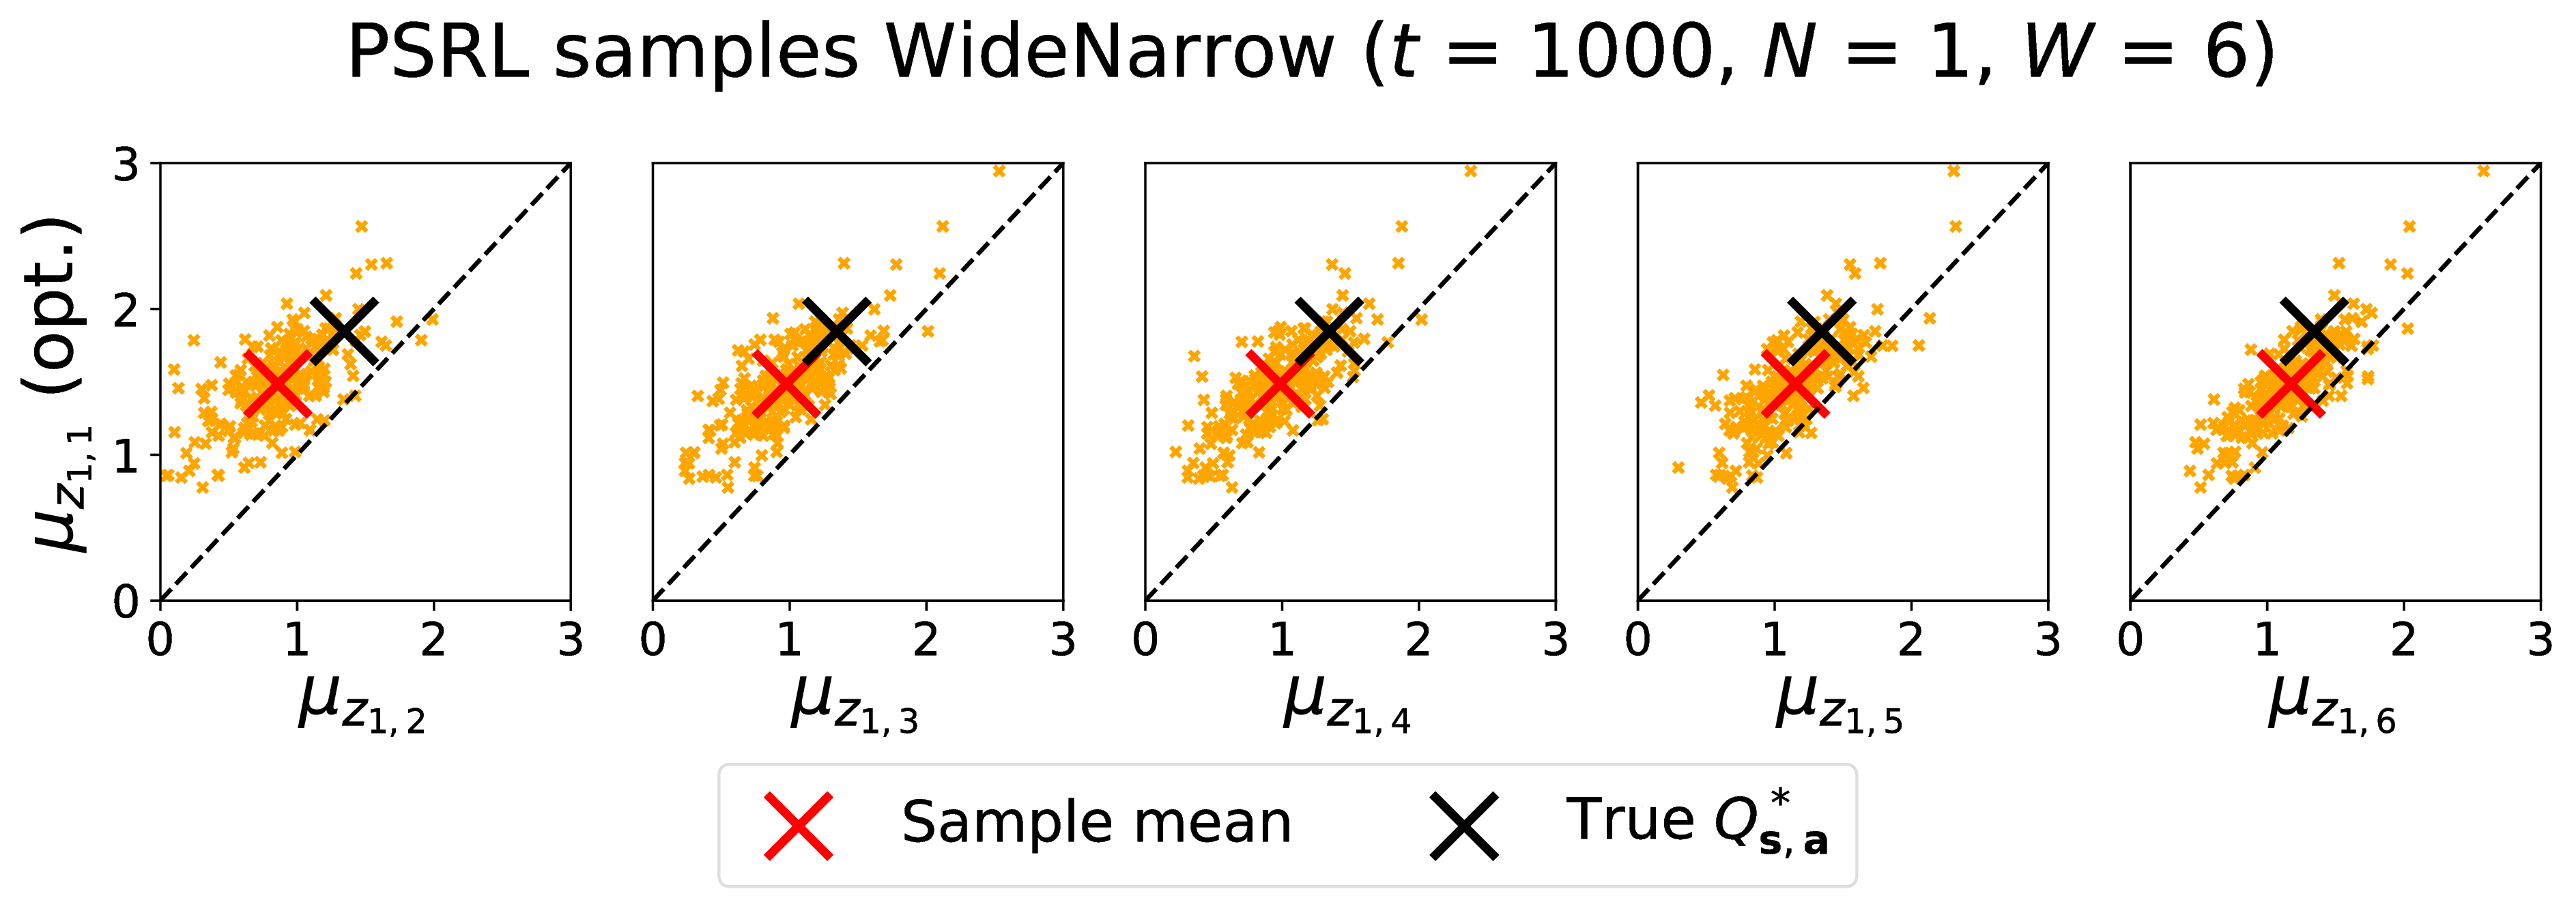 PSRL samples WideNarrow (t = 1000, N = 1, W = 6)
μz1,1 (opt.)
3
2
1
0
0 1 2 3 0 1 2 3 0 1 2 3 0 1 2 3 0 1 2 3
μz1,2 μz1,3 μz1,4 μz1,5 μz1,6
Sample mean True Q*s,a